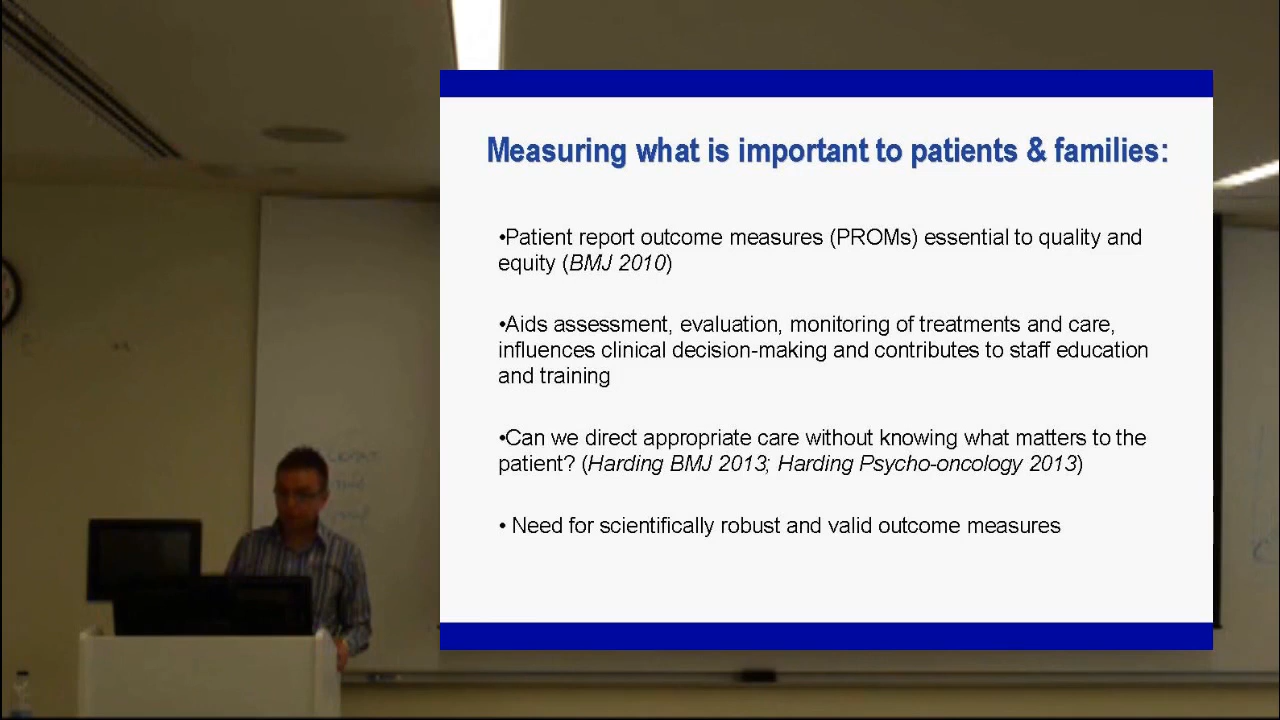 Measuring what is important to patients & families:
•Patient report outcome measures (PROMs) essential to quality and
equity (BMJ 2010)
•Aids assessment, evaluation, monitoring of treatments and care,
influences clinical decision-making and contributes to staff education
and training
•Can we direct appropriate care without knowing what matters to the
patient? (Harding BMJ 2013; Harding Psycho-oncology 2013)
• Need for scientifically robust and valid outcome measures